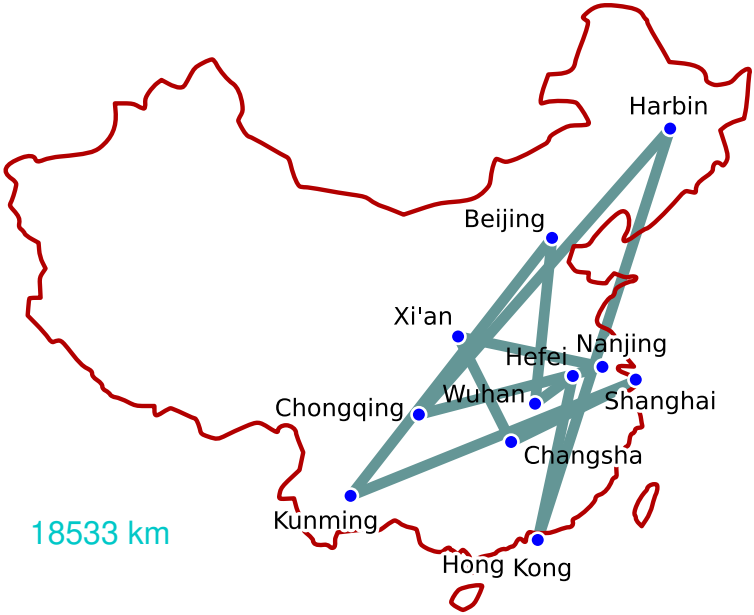 Harbin
Beijing
Xi'an
Nanjing
Hefei
Wuhan
Shanghai
Chongqing
Changsha
Kunming
18533 km
Hong Kong